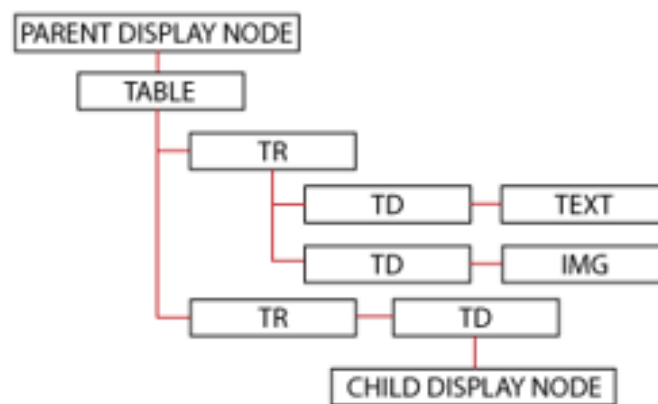 PARENT DISPLAY NODE
TABLE
TR
TD TEXT
TD IMG
TR TD
CHILD DISPLAY NODE